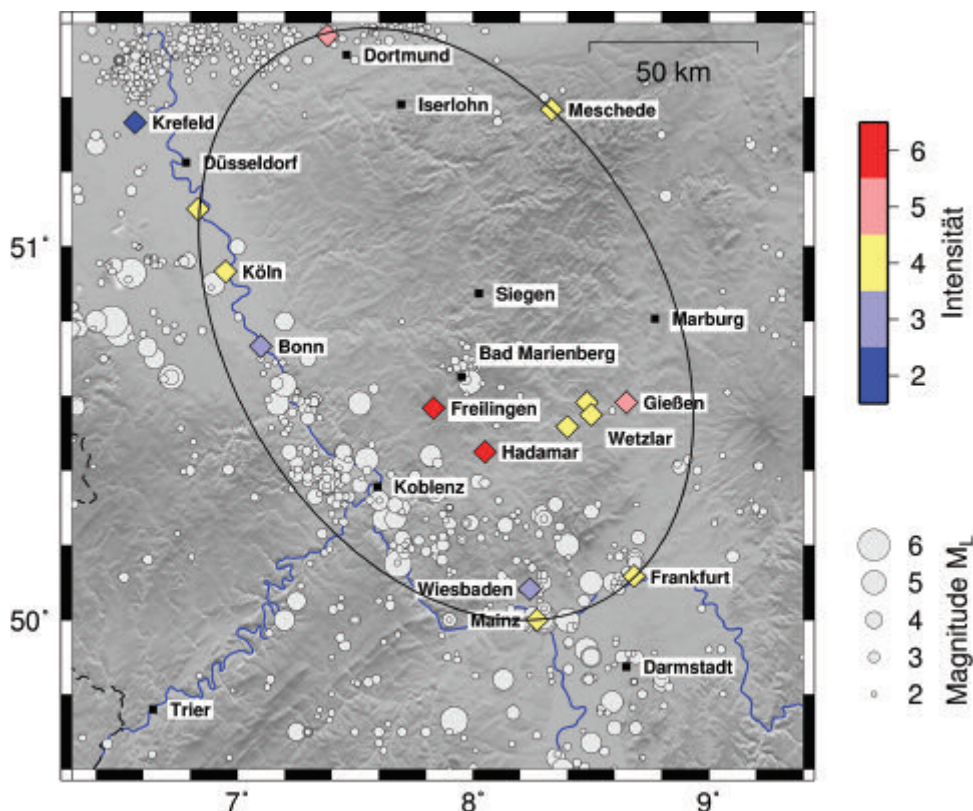 Dortmund
50 km
Iserlohn
Meschede
Krefeld
Düsseldorf
51°
Köln
Siegen
Marburg
Bonn
Bad Marienberg
Freilingen
Gießen
Wetzlar
Hadamar
Koblenz
Wiesbaden
Frankfurt
50°
Mainz
Darmstadt
Trier
7°
8°
9°
6
5
4
3
2
Intensität
6
5
4
3
2
Magnitude ML